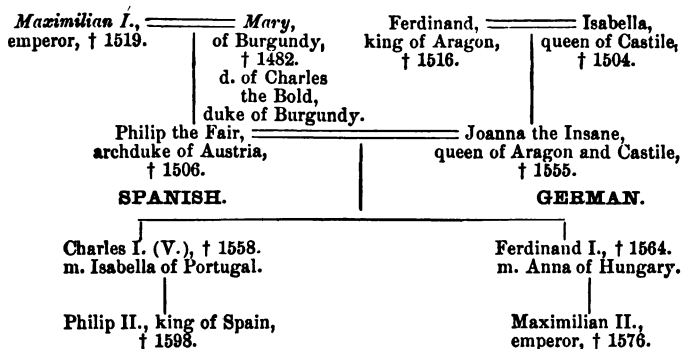 Maximilian I.,
emperor, † 1519.
Mary,
of Burgundy,
† 1482.
d. of Charles
the Bold,
duke of Burgundy.
Ferdinand,
king of Aragon,
† 1516.
Isabella,
queen of Castile,
† 1504.
Philip the Fair,
archduke of Austria,
† 1506.
Joanna the Insane,
queen of Aragon and Castile,
† 1555.
SPANISH.
GERMAN.
Charles I. (V.), † 1558.
m. Isabella of Portugal.
Ferdinand I., † 1564.
m. Anna of Hungary.
Philip II., king of Spain,
† 1598.
Maximilian II.,
emperor, † 1576.